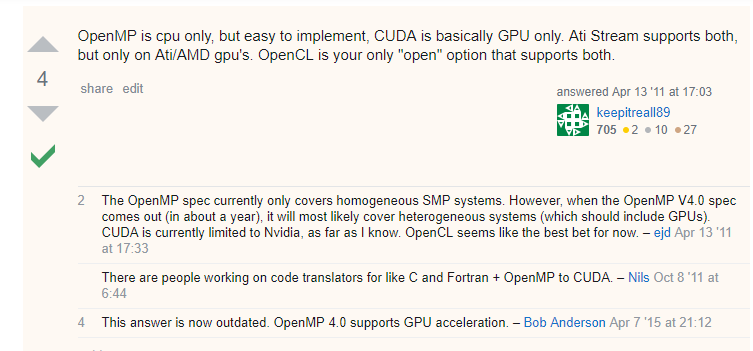 OpenMP is cpu only, but easy to implement, CUDA is basically GPU only. Ati Stream supports both,
but only on Ati/AMD gpu's. OpenCL is your only "open" option that supports both.
4
share edit
answered Apr 13 '11 at 17:03
keepitreall89
705 2 10 27
2 The OpenMP spec currently only covers homogeneous SMP systems. However, when the OpenMP V4.0 spec
comes out (in about a year), it will most likely cover heterogeneous systems (which should include GPUs).
CUDA is currently limited to Nvidia, as far as I know. OpenCL seems like the best bet for now. – ejd Apr 13 '11
at 17:33
There are people working on code translators for like C and Fortran + OpenMP to CUDA. – Nils Oct 8 '11 at
6:44
4 This answer is now outdated. OpenMP 4.0 supports GPU acceleration. – Bob Anderson Apr 7 '15 at 21:12